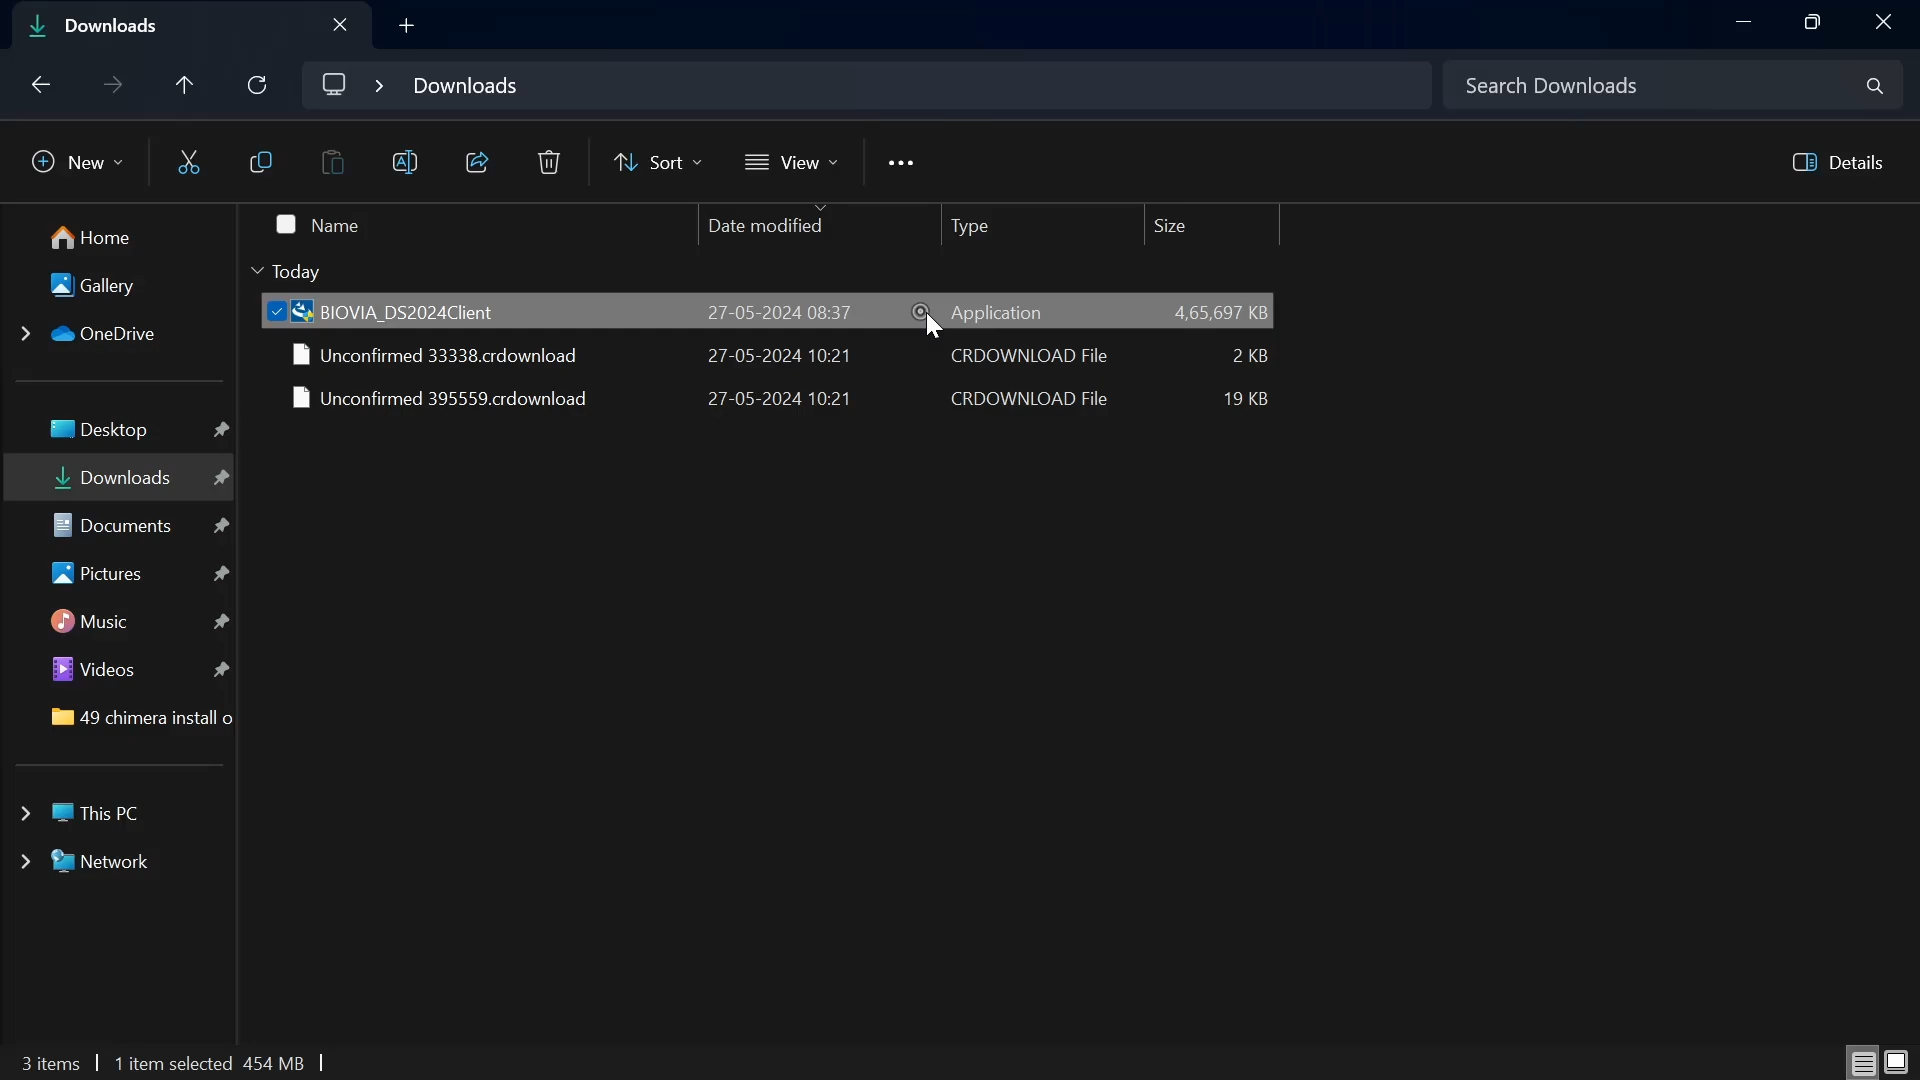 Downloads
Downloads
Search Downloads
New
Sort
View
Details
Home
Gallery
OneDrive
Desktop
Downloads
Documents
Pictures
Music
Videos
49 chimera install o
This PC
Network
Name Date modified Type Size
Today
BIOVIA_DS2024Client 27-05-2024 08:37 Application 4,65,697 KB
Unconfirmed 33338.crdownload 27-05-2024 10:21 CRDOWNLOAD File 2 KB
Unconfirmed 395559.crdownload 27-05-2024 10:21 CRDOWNLOAD File 19 KB
3 items 1 item selected 454 MB